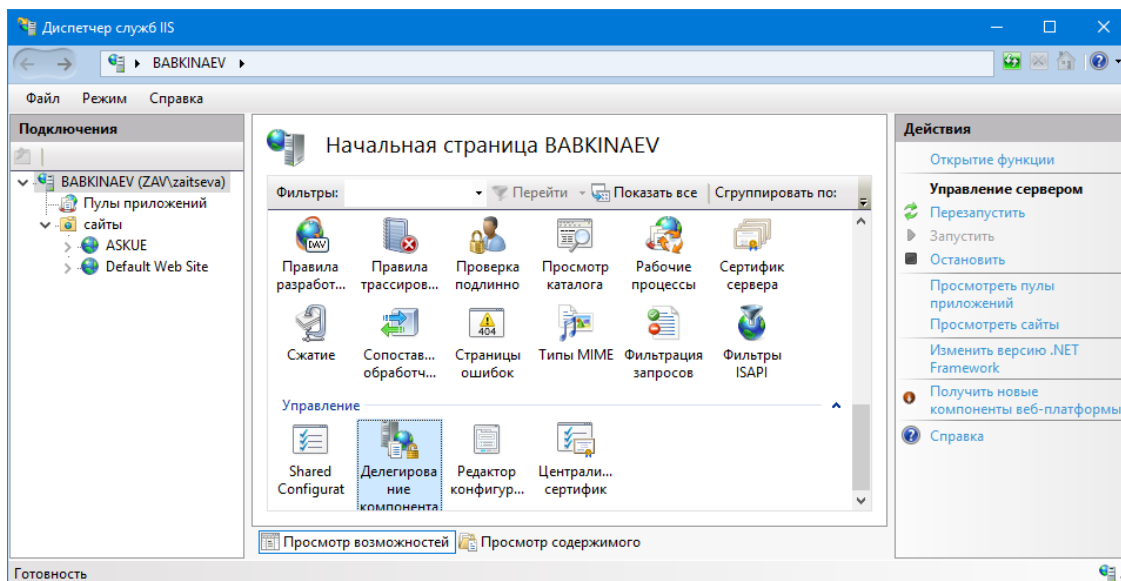 Диспетчер служб IIS
BABKINAEV
Файл Режим Справка
Подключения
BABKINAEV (ZAV\zaitseva)
Пулы приложений
сайты
ASKUE
Default Web Site
Начальная страница BABKINAEV
Фильтры: Перейти Показать все Сгруппировать по:
Правила разработ...
Правила трассиров...
Проверка подлинно
Просмотр каталога
Рабочие процессы
Сертифик сервера
Сжатие
Сопостав... обработч...
404
Страницы ошибок
Типы MIME
Фильтрация запросов
Фильтры ISAPI
Управление
Shared Configurat
Делегирова ние компонента
Редактор конфигур...
Централи... сертифик
Просмотр возможностей Просмотр содержимого
Действия
Открытие функции
Управление сервером
Перезапустить
Запустить
Остановить
Просмотреть пулы
приложений
Просмотреть сайты
Изменить версию .NET
Framework
Получить новые
компоненты веб-платформы
Справка
Готовность